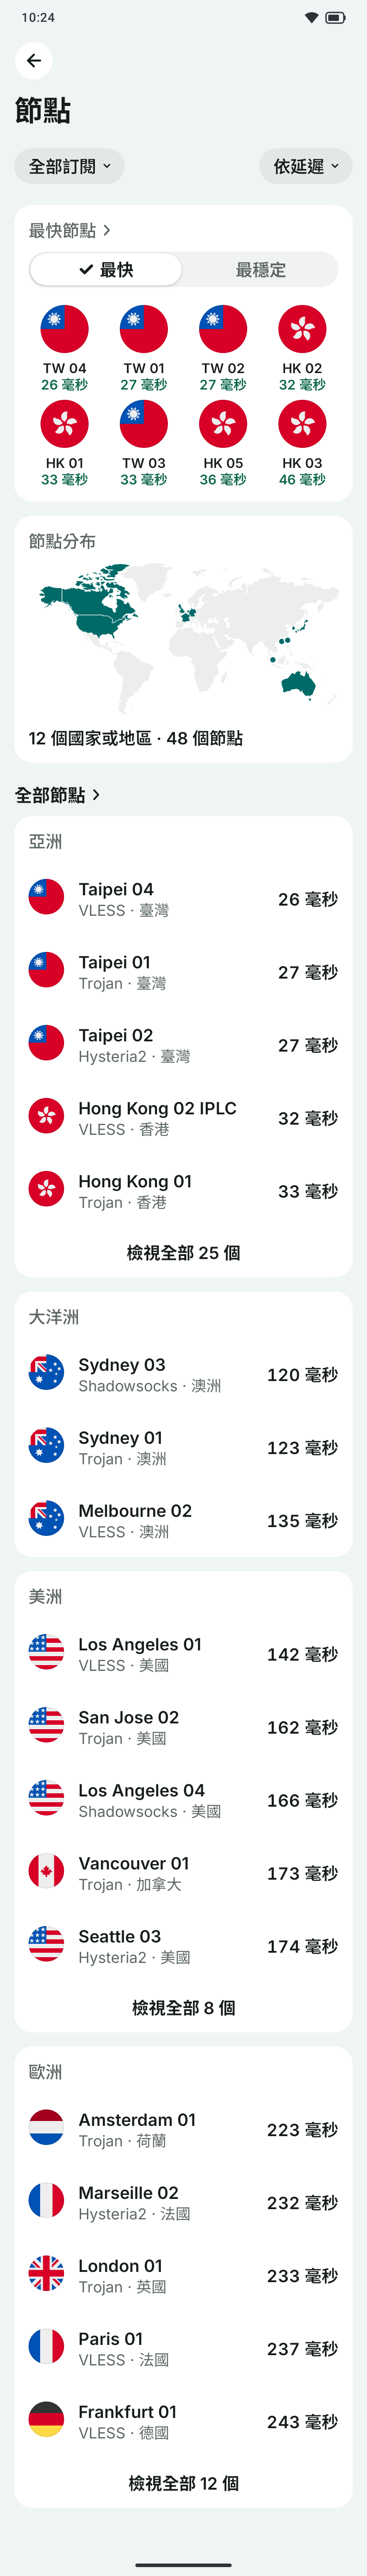 10:24
節點
全部訂閱
依延遲
最快節點
最快
最穩定
TW 04
TW 01
TW 02
HK 02
26 毫秒
27 毫秒
27 毫秒
32 毫秒
HK 01
TW 03
HK 05
HK 03
33 毫秒
33 毫秒
36 毫秒
46 毫秒
節點分布
12 個國家或地區 · 48 個節點
全部節點
亞洲
Taipei 04
VLESS · 臺灣
26 毫秒
Taipei 01
Trojan · 臺灣
27 毫秒
Taipei 02
Hysteria2 · 臺灣
27 毫秒
Hong Kong 02 IPLC
VLESS · 香港
32 毫秒
Hong Kong 01
Trojan · 香港
33 毫秒
檢視全部 25 個
大洋洲
Sydney 03
Shadowsocks · 澳洲
120 毫秒
Sydney 01
Trojan · 澳洲
123 毫秒
Melbourne 02
VLESS · 澳洲
135 毫秒
美洲
Los Angeles 01
VLESS · 美國
142 毫秒
San Jose 02
Trojan · 美國
162 毫秒
Los Angeles 04
Shadowsocks · 美國
166 毫秒
Vancouver 01
Trojan · 加拿大
173 毫秒
Seattle 03
Hysteria2 · 美國
174 毫秒
檢視全部 8 個
歐洲
Amsterdam 01
Trojan · 荷蘭
223 毫秒
Marseille 02
Hysteria2 · 法國
232 毫秒
London 01
Trojan · 英國
233 毫秒
Paris 01
VLESS · 法國
237 毫秒
Frankfurt 01
VLESS · 德國
243 毫秒
檢視全部 12 個